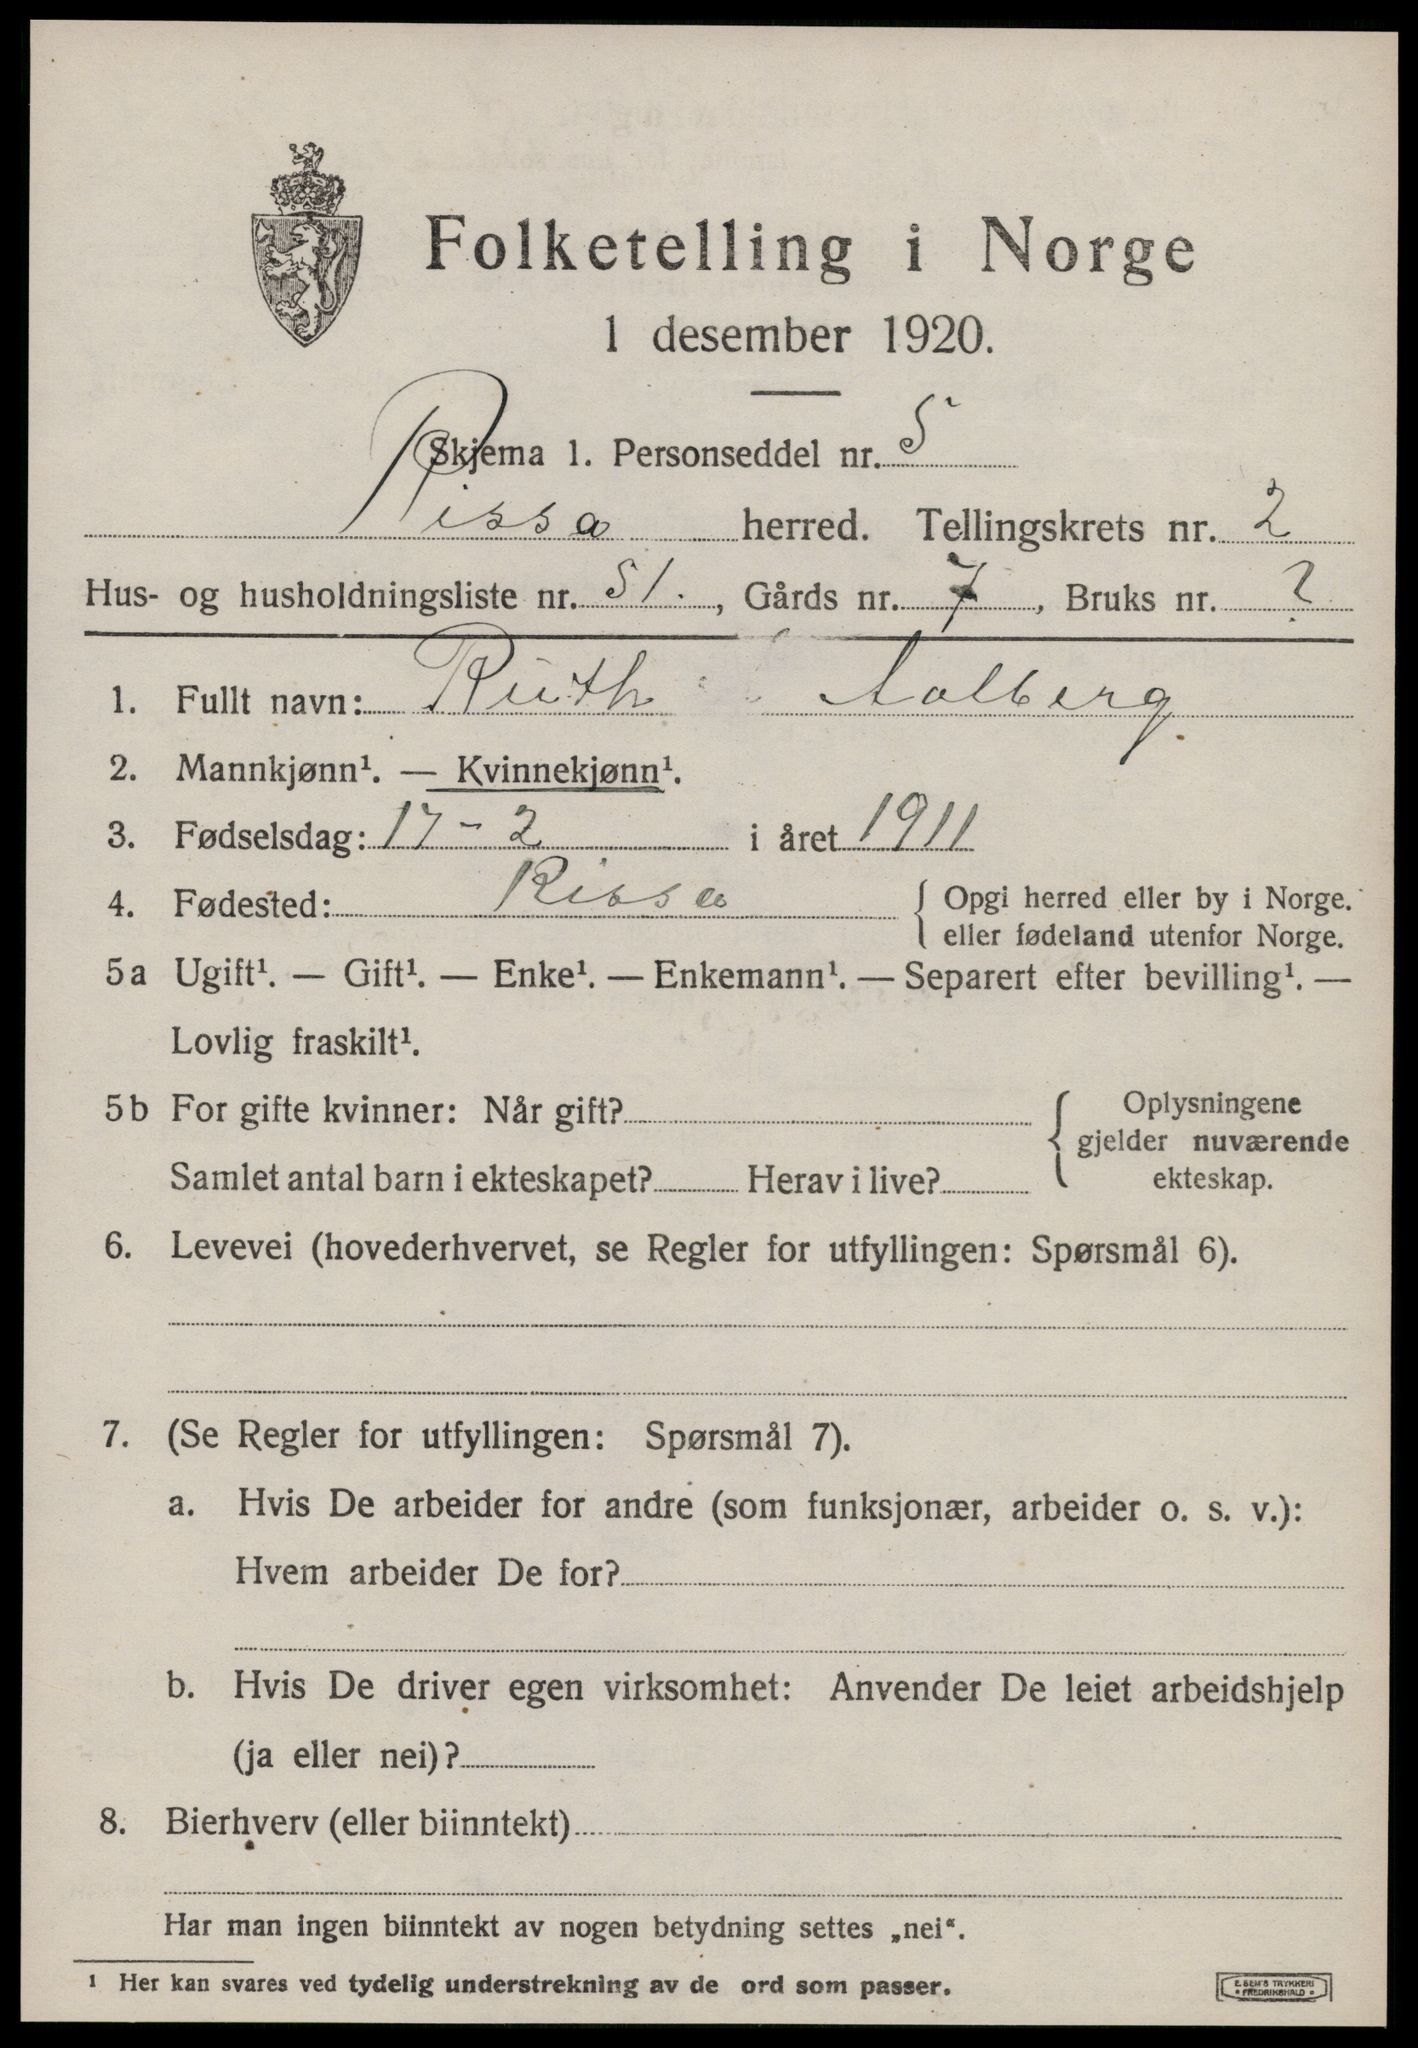 Folketelling i Norge
1 desember 1920.
Skjema 1. Personseddel nr. 5
Rissa herred. Tellingskrets nr. 2
Hus- og husholdningsliste nr. 51., Gårds nr. 7, Bruks nr. ?
1. Fullt navn: Ruth Aalberg
2. Mannkjønn¹. — Kvinnekjønn¹.
3. Fødselsdag: 17-2 i året 1911
4. Fødested: Rissa { Opgi herred eller by i Norge.
eller fødeland utenfor Norge.
5a Ugift¹. — Gift¹. — Enke¹. — Enkemann¹. — Separert efter bevilling¹. —
Lovlig fraskilt¹.
5b For gifte kvinner: Når gift? { Oplysningene
gjelder nuværende
Samlet antal barn i ekteskapet? Herav i live? ekteskap.
6. Levevei (hovederhvervet, se Regler for utfyllingen: Spørsmål 6).
7. (Se Regler for utfyllingen: Spørsmål 7).
a. Hvis De arbeider for andre (som funksjonær, arbeider o. s. v.):
Hvem arbeider De for?
b. Hvis De driver egen virksomhet: Anvender De leiet arbeidshjelp
(ja eller nei)?
8. Bierhverv (eller biinntekt)
Har man ingen biinntekt av nogen betydning settes „nei“.
¹ Her kan svares ved tydelig understrekning av de ord som passer.
E. SEM'S TRYKKERI
• FREDRIKSHALD •